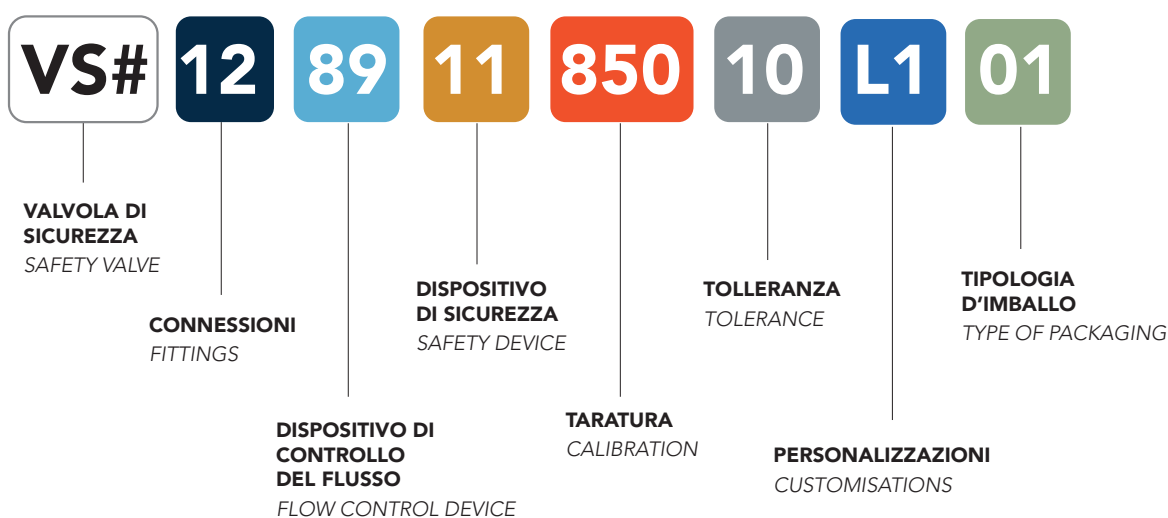 VS# 12 89 11 850 10 L1 01
VALVOLA DI
SICUREZZA
SAFETY VALVE
CONNESSIONI
FITTINGS
DISPOSITIVO DI
CONTROLLO
DEL FLUSSO
FLOW CONTROL DEVICE
DISPOSITIVO
DI SICUREZZA
SAFETY DEVICE
TARATURA
CALIBRATION
TOLLERANZA
TOLERANCE
PERSONALIZZAZIONI
CUSTOMISATIONS
TIPOLOGIA
D'IMBALLO
TYPE OF PACKAGING